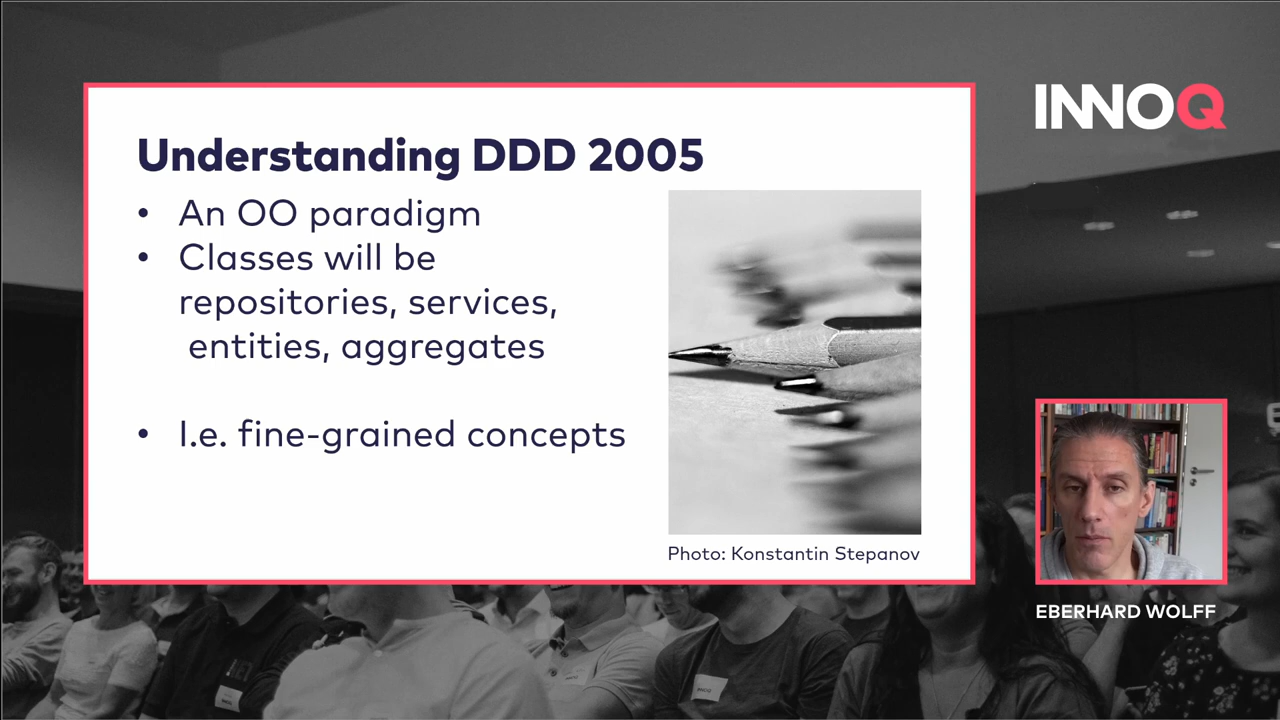 Understanding DDD 2005
• An OO paradigm
• Classes will be
repositories, services,
entities, aggregates
• I.e. fine-grained concepts
Photo: Konstantin Stepanov
INNOQ
EBERHARD WOLFF